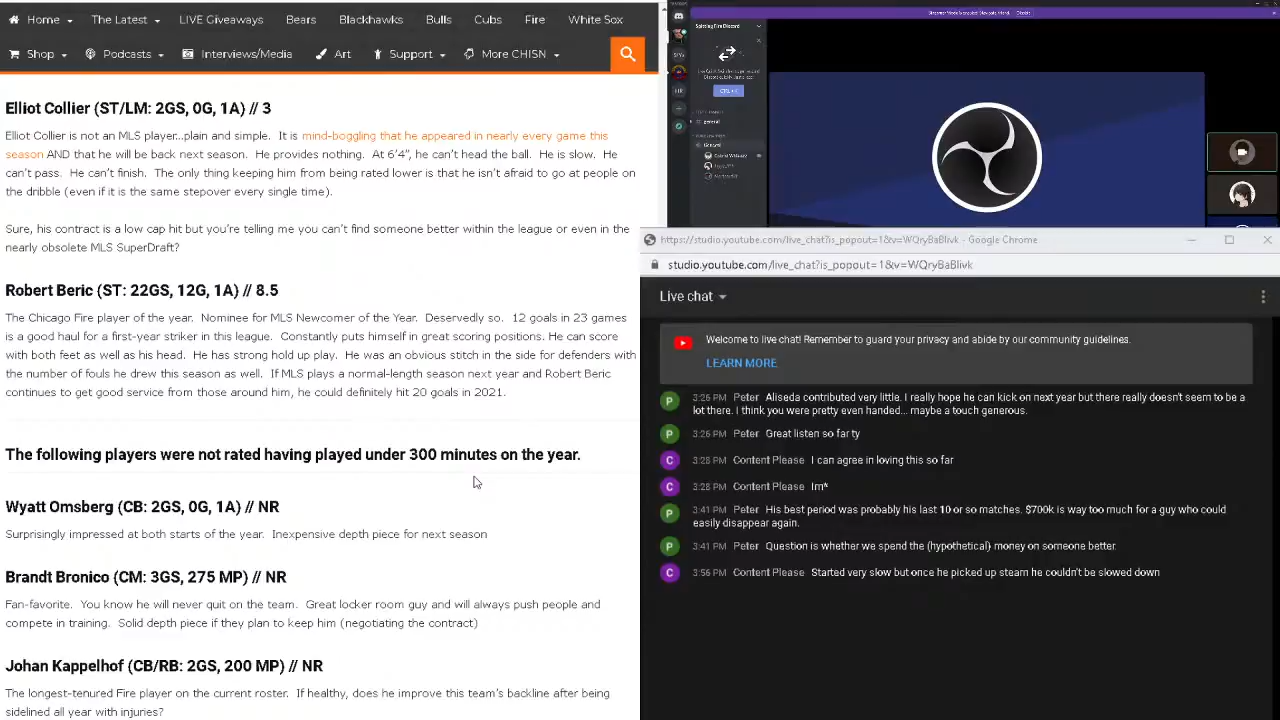 Home
The Latest
LIVE Giveaways
Bears
Blackhawks
Bulls
Cubs
Fire
White Sox
Shop
Podcasts
Interviews/Media
Art
Support
More CHISN
Elliot Collier (ST/LM: 2GS, 0G, 1A) // 3
Elliot Collier is not an MLS player…plain and simple. It is mind-boggling that he appeared in nearly every game this
season AND that he will be back next season. He provides nothing. At 6’4”, he can’t head the ball. He is slow. He
can’t pass. He can’t finish. The only thing keeping him from being rated lower is that he isn’t afraid to go at people on
the dribble (even if it is the same stepover every single time).
Sure, his contract is a low cap hit but you’re telling me you can’t find someone better within the league or even in the
nearly obsolete MLS SuperDraft?
Robert Beric (ST: 22GS, 12G, 1A) // 8.5
The Chicago Fire player of the year. Nominee for MLS Newcomer of the Year. Deservedly so. 12 goals in 23 games
is a good haul for a first-year striker in this league. Constantly puts himself in great scoring positions. He can score
with both feet as well as his head. He has strong hold up play. He was an obvious stitch in the side for defenders with
the number of fouls he drew this season as well. If MLS plays a normal-length season next year and Robert Beric
continues to get good service from those around him, he could definitely hit 20 goals in 2021.
The following players were not rated having played under 300 minutes on the year.
Wyatt Omsberg (CB: 2GS, 0G, 1A) // NR
Surprisingly impressed at both starts of the year. Inexpensive depth piece for next season
Brandt Bronico (CM: 3GS, 275 MP) // NR
Fan-favorite. You know he will never quit on the team. Great locker room guy and will always push people and
compete in training. Solid depth piece if they plan to keep him (negotiating the contract)
Johan Kappelhof (CB/RB: 2GS, 200 MP) // NR
The longest-tenured Fire player on the current roster. If healthy, does he improve this team’s backline after being
sidelined all year with injuries?
Spitting Fire Discord
general
General
https://studio.youtube.com/live_chat?is_popout=1&v=WQryBaBlivk - Google Chrome
studio.youtube.com/live_chat?is_popout=1&v=WQryBaBlivk
Live chat
Welcome to live chat! Remember to guard your privacy and abide by our community guidelines.
LEARN MORE
P 3:26 PM Peter Aliseda contributed very little. I really hope he can kick on next year but there really doesn't seem to be a
lot there. I think you were pretty even handed... maybe a touch generous.
P 3:26 PM Peter Great listen so far ty
C 3:28 PM Content Please I can agree in loving this so far
C 3:28 PM Content Please Im*
P 3:41 PM Peter His best period was probably his last 10 or so matches. $700k is way too much for a guy who could
easily disappear again.
P 3:41 PM Peter Question is whether we spend the (hypothetical) money on someone better.
C 3:56 PM Content Please Started very slow but once he picked up steam he couldn't be slowed down